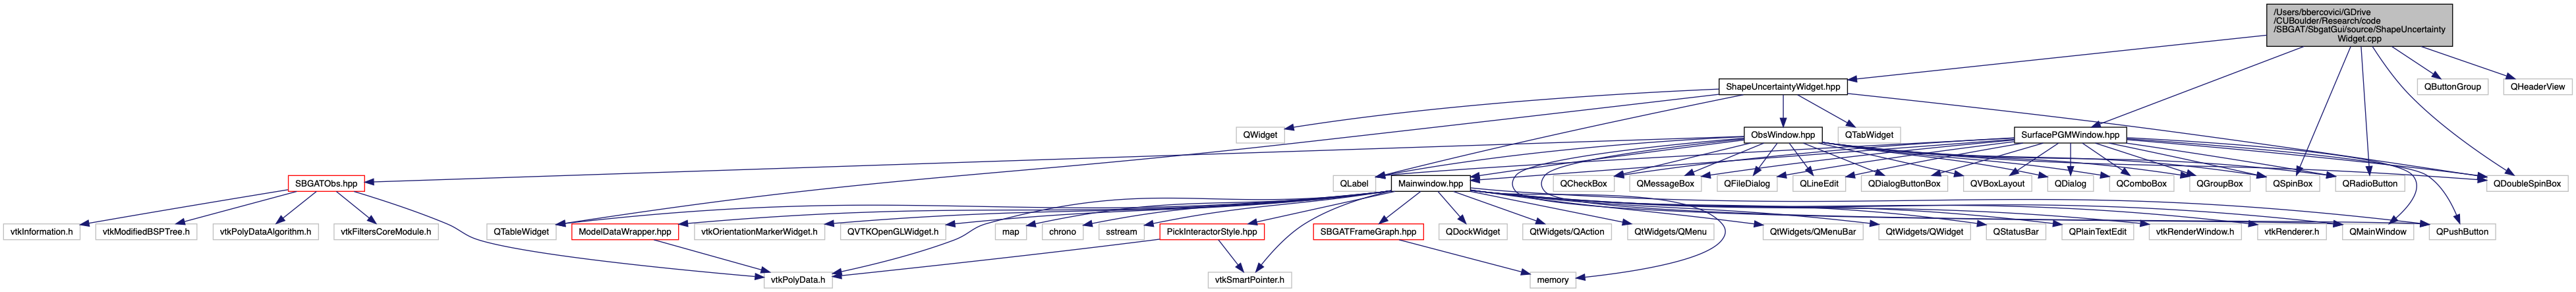 /Users/bbercovici/GDrive
/CUBoulder/Research/code
/SBGAT/SbgatGui/source/ShapeUncertainty
Widget.cpp
ShapeUncertaintyWidget.hpp
QButtonGroup
QHeaderView
QWidget
ObsWindow.hpp
QTabWidget
SurfacePGMWindow.hpp
SBGATObs.hpp
QLabel
Mainwindow.hpp
QCheckBox
QMessageBox
QFileDialog
QLineEdit
QDialogButtonBox
QVBoxLayout
QDialog
QComboBox
QGroupBox
QSpinBox
QRadioButton
QDoubleSpinBox
vtkInformation.h
vtkModifiedBSPTree.h
vtkPolyDataAlgorithm.h
vtkFiltersCoreModule.h
QTableWidget
ModelDataWrapper.hpp
vtkOrientationMarkerWidget.h
QVTKOpenGLWidget.h
map
chrono
sstream
PickInteractorStyle.hpp
SBGATFrameGraph.hpp
QDockWidget
QtWidgets/QAction
QtWidgets/QMenu
QtWidgets/QMenuBar
QtWidgets/QWidget
QStatusBar
QPlainTextEdit
vtkRenderWindow.h
vtkRenderer.h
QMainWindow
QPushButton
vtkPolyData.h
vtkSmartPointer.h
memory